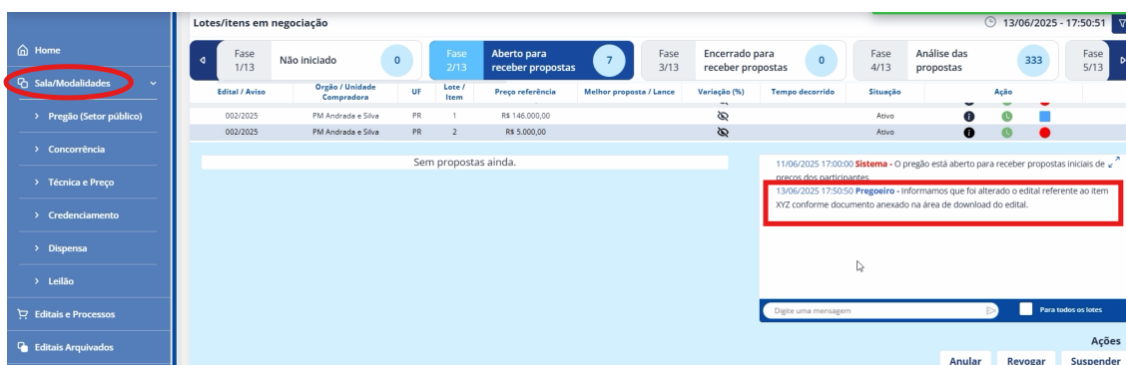 Lotes/itens em negociação
13/06/2025 - 17:50:51
Home
Sala/Modalidades
Pregão (Setor público)
Concorrência
Técnica e Preço
Credenciamento
Dispensa
Leilão
Editais e Processos
Editais Arquivados
Fase 1/13
Não iniciado
0
Fase 2/13
Aberto para receber propostas
7
Fase 3/13
Encerrado para receber propostas
0
Fase 4/13
Análise das propostas
333
Fase 5/13
Edital / Aviso
Orgão / Unidade Compradora
UF
Lote / Item
Preço referência
Melhor proposta / Lance
Variação (%)
Tempo decorrido
Situação
Ação
002/2025 PM Andrada e Silva PR 1 R$ 146.000,00 Ativo
002/2025 PM Andrada e Silva PR 2 R$ 5.000,00 Ativo
Sem propostas ainda.
11/06/2025 17:00:00 Sistema - O pregão está aberto para receber propostas iniciais de
preços dos participantes
13/06/2025 17:50:50 Pregoeiro - Informamos que foi alterado o edital referente ao item
XYZ conforme documento anexado na área de download do edital.
Digite uma mensagem
Para todos os lotes
Ações
Anular Revogar Suspender